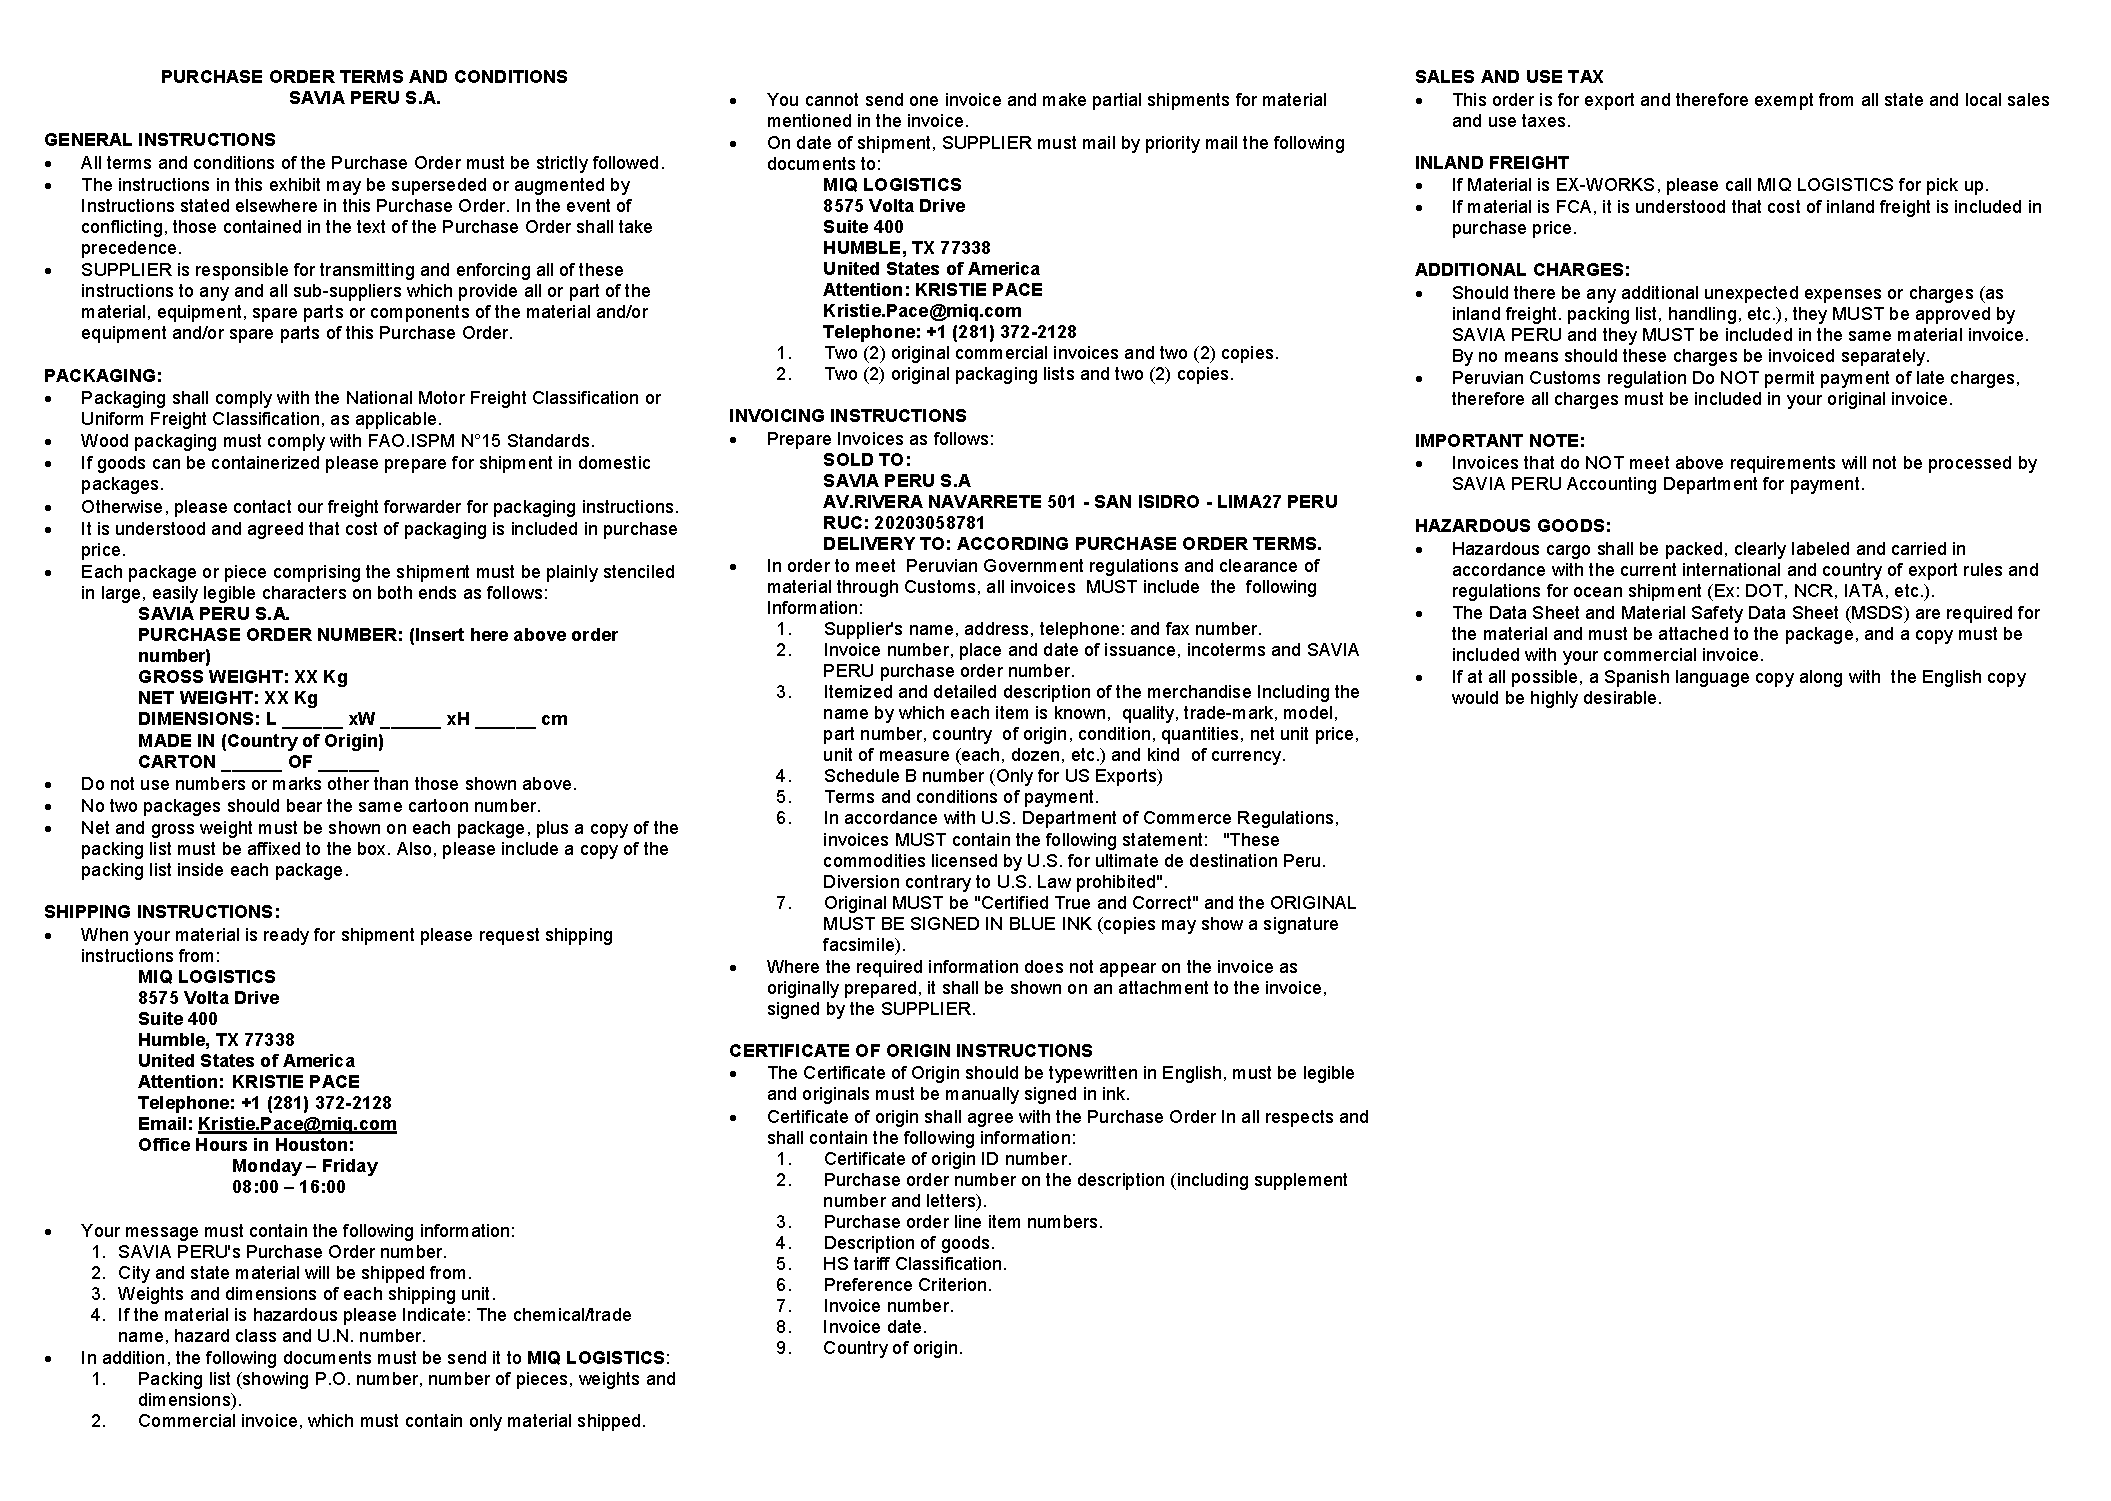 PURCHASE ORDER TERMS AND CONDITIONS
SAVIA PERU S.A.
GENERAL INSTRUCTIONS
• All terms and conditions of the Purchase Order must be strictly followed.
• The instructions in this exhibit may be superseded or augmented by
Instructions stated elsewhere in this Purchase Order. In the event of
conflicting, those contained in the text of the Purchase Order shall take
precedence.
• SUPPLIER is responsible for transmitting and enforcing all of these
instructions to any and all sub-suppliers which provide all or part of the
material, equipment, spare parts or components of the material and/or
equipment and/or spare parts of this Purchase Order.
PACKAGING:
• Packaging shall comply with the National Motor Freight Classification or
Uniform Freight Classification, as applicable.
• Wood packaging must comply with FAO.ISPM N°15 Standards.
• If goods can be containerized please prepare for shipment in domestic
packages.
• Otherwise, please contact our freight forwarder for packaging instructions.
• It is understood and agreed that cost of packaging is included in purchase
price.
• Each package or piece comprising the shipment must be plainly stenciled
in large, easily legible characters on both ends as follows:
SAVIA PERU S.A.
PURCHASE ORDER NUMBER: (Insert here above order
number)
GROSS WEIGHT: XX Kg
NET WEIGHT: XX Kg
DIMENSIONS: L ______ xW ______ xH ______ cm
MADE IN (Country of Origin)
CARTON ______ OF ______
• Do not use numbers or marks other than those shown above.
• No two packages should bear the same cartoon number.
• Net and gross weight must be shown on each package, plus a copy of the
packing list must be affixed to the box. Also, please include a copy of the
packing list inside each package.
SHIPPING INSTRUCTIONS:
• When your material is ready for shipment please request shipping
instructions from:
MIQ LOGISTICS
8575 Volta Drive
Suite 400
Humble, TX 77338
United States of America
Attention: KRISTIE PACE
Telephone: +1 (281) 372-2128
Email: Kristie.Pace@miq.com
Office Hours in Houston:
Monday – Friday
08:00 – 16:00
• Your message must contain the following information:
1. SAVIA PERU's Purchase Order number.
2. City and state material will be shipped from.
3. Weights and dimensions of each shipping unit.
4. If the material is hazardous please Indicate: The chemical/trade
name, hazard class and U.N. number.
• In addition, the following documents must be send it to MIQ LOGISTICS:
1. Packing list (showing P.O. number, number of pieces, weights and
dimensions).
2. Commercial invoice, which must contain only material shipped.
• You cannot send one invoice and make partial shipments for material
mentioned in the invoice.
• On date of shipment, SUPPLIER must mail by priority mail the following
documents to:
MIQ LOGISTICS
8575 Volta Drive
Suite 400
HUMBLE, TX 77338
United States of America
Attention: KRISTIE PACE
Kristie.Pace@miq.com
Telephone: +1 (281) 372-2128
1. Two (2) original commercial invoices and two (2) copies.
2. Two (2) original packaging lists and two (2) copies.
INVOICING INSTRUCTIONS
• Prepare Invoices as follows:
SOLD TO:
SAVIA PERU S.A
AV.RIVERA NAVARRETE 501 - SAN ISIDRO - LIMA27 PERU
RUC: 20203058781
DELIVERY TO: ACCORDING PURCHASE ORDER TERMS.
• In order to meet Peruvian Government regulations and clearance of
material through Customs, all invoices MUST include the following
Information:
1. Supplier's name, address, telephone: and fax number.
2. Invoice number, place and date of issuance, incoterms and SAVIA
PERU purchase order number.
3. Itemized and detailed description of the merchandise Including the
name by which each item is known, quality, trade-mark, model,
part number, country of origin, condition, quantities, net unit price,
unit of measure (each, dozen, etc.) and kind of currency.
4. Schedule B number (Only for US Exports)
5. Terms and conditions of payment.
6. In accordance with U.S. Department of Commerce Regulations,
invoices MUST contain the following statement: "These
commodities licensed by U.S. for ultimate de destination Peru.
Diversion contrary to U.S. Law prohibited".
7. Original MUST be "Certified True and Correct" and the ORIGINAL
MUST BE SIGNED IN BLUE INK (copies may show a signature
facsimile).
• Where the required information does not appear on the invoice as
originally prepared, it shall be shown on an attachment to the invoice,
signed by the SUPPLIER.
CERTIFICATE OF ORIGIN INSTRUCTIONS
• The Certificate of Origin should be typewritten in English, must be legible
and originals must be manually signed in ink.
• Certificate of origin shall agree with the Purchase Order In all respects and
shall contain the following information:
1. Certificate of origin ID number.
2. Purchase order number on the description (including supplement
number and letters).
3. Purchase order line item numbers.
4. Description of goods.
5. HS tariff Classification.
6. Preference Criterion.
7. Invoice number.
8. Invoice date.
9. Country of origin.
SALES AND USE TAX
• This order is for export and therefore exempt from all state and local sales
and use taxes.
INLAND FREIGHT
• If Material is EX-WORKS, please call MIQ LOGISTICS for pick up.
• If material is FCA, it is understood that cost of inland freight is included in
purchase price.
ADDITIONAL CHARGES:
• Should there be any additional unexpected expenses or charges (as
inland freight. packing list, handling, etc.), they MUST be approved by
SAVIA PERU and they MUST be included in the same material invoice.
By no means should these charges be invoiced separately.
• Peruvian Customs regulation Do NOT permit payment of late charges,
therefore all charges must be included in your original invoice.
IMPORTANT NOTE:
• Invoices that do NOT meet above requirements will not be processed by
SAVIA PERU Accounting Department for payment.
HAZARDOUS GOODS:
• Hazardous cargo shall be packed, clearly labeled and carried in
accordance with the current international and country of export rules and
regulations for ocean shipment (Ex: DOT, NCR, IATA, etc.).
• The Data Sheet and Material Safety Data Sheet (MSDS) are required for
the material and must be attached to the package, and a copy must be
included with your commercial invoice.
• If at all possible, a Spanish language copy along with the English copy
would be highly desirable.